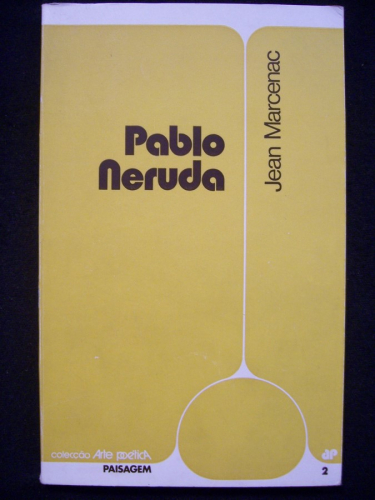 Pablo
Neruda
Jean Marcenac
colecção Arte poética
PAISAGEM
ap
2